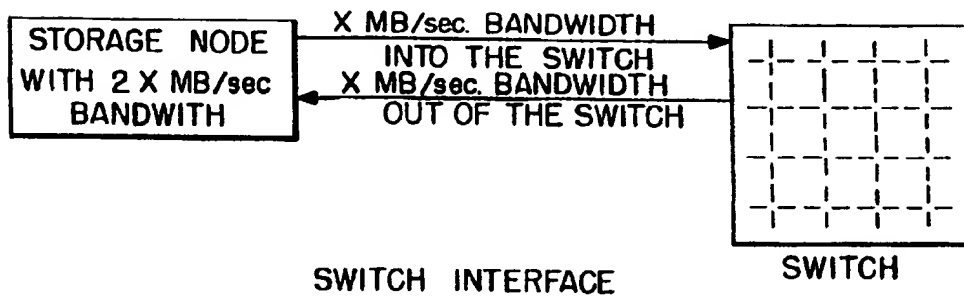 STORAGE NODE
WITH 2 X MB/sec
BANDWITH
X MB/sec. BANDWIDTH
INTO THE SWITCH
X MB/sec. BANDWIDTH
OUT OF THE SWITCH
SWITCH
SWITCH INTERFACE